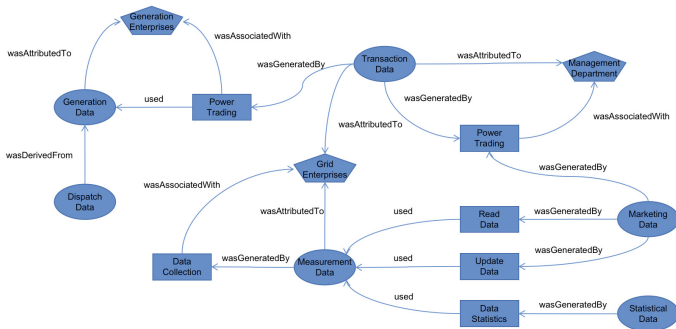 Generation
Enterprises
wasAttributedTo
wasAssociatedWith
wasGeneratedBy
Transaction
Data
wasAttributedTo
Management
Department
Generation
Data
used
Power
Trading
wasGeneratedBy
wasAttributedTo
Power
Trading
wasAssociatedWith
wasDerivedFrom
Dispatch
Data
wasAssociatedWith
Grid
Enterprises
wasGeneratedBy
wasAttributedTo
used
Read
Data
wasGeneratedBy
Marketing
Data
Data
Collection
wasGeneratedBy
Measurement
Data
used
Update
Data
wasGeneratedBy
used
Data
Statistics
wasGeneratedBy
Statistical
Data